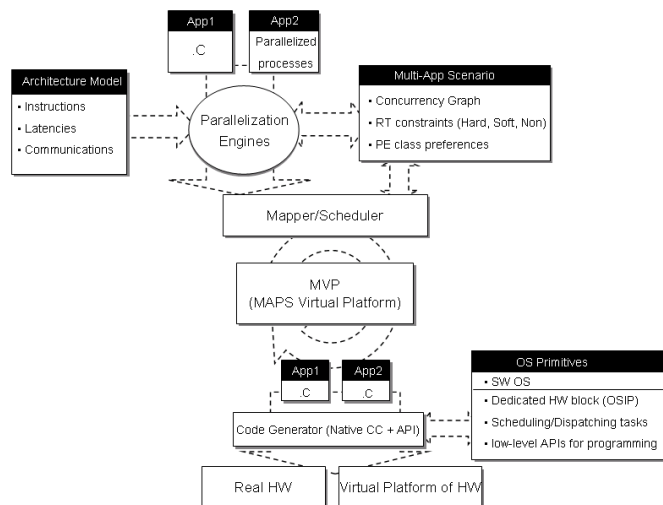 App1
.C
App2
Parallelized
processes
Architecture Model
▪ Instructions
▪ Latencies
▪ Communications
Parallelization
Engines
Multi-App Scenario
▪ Concurrency Graph
▪ RT constraints (Hard, Soft, Non)
▪ PE class preferences
Mapper/Scheduler
MVP
(MAPS Virtual Platform)
App1
.C
App2
.C
OS Primitives
▪ SW OS
▪ Dedicated HW block (OSIP)
▪ Scheduling/Dispatching tasks
▪ low-level APIs for programming
Code Generator (Native CC + API)
Real HW
Virtual Platform of HW